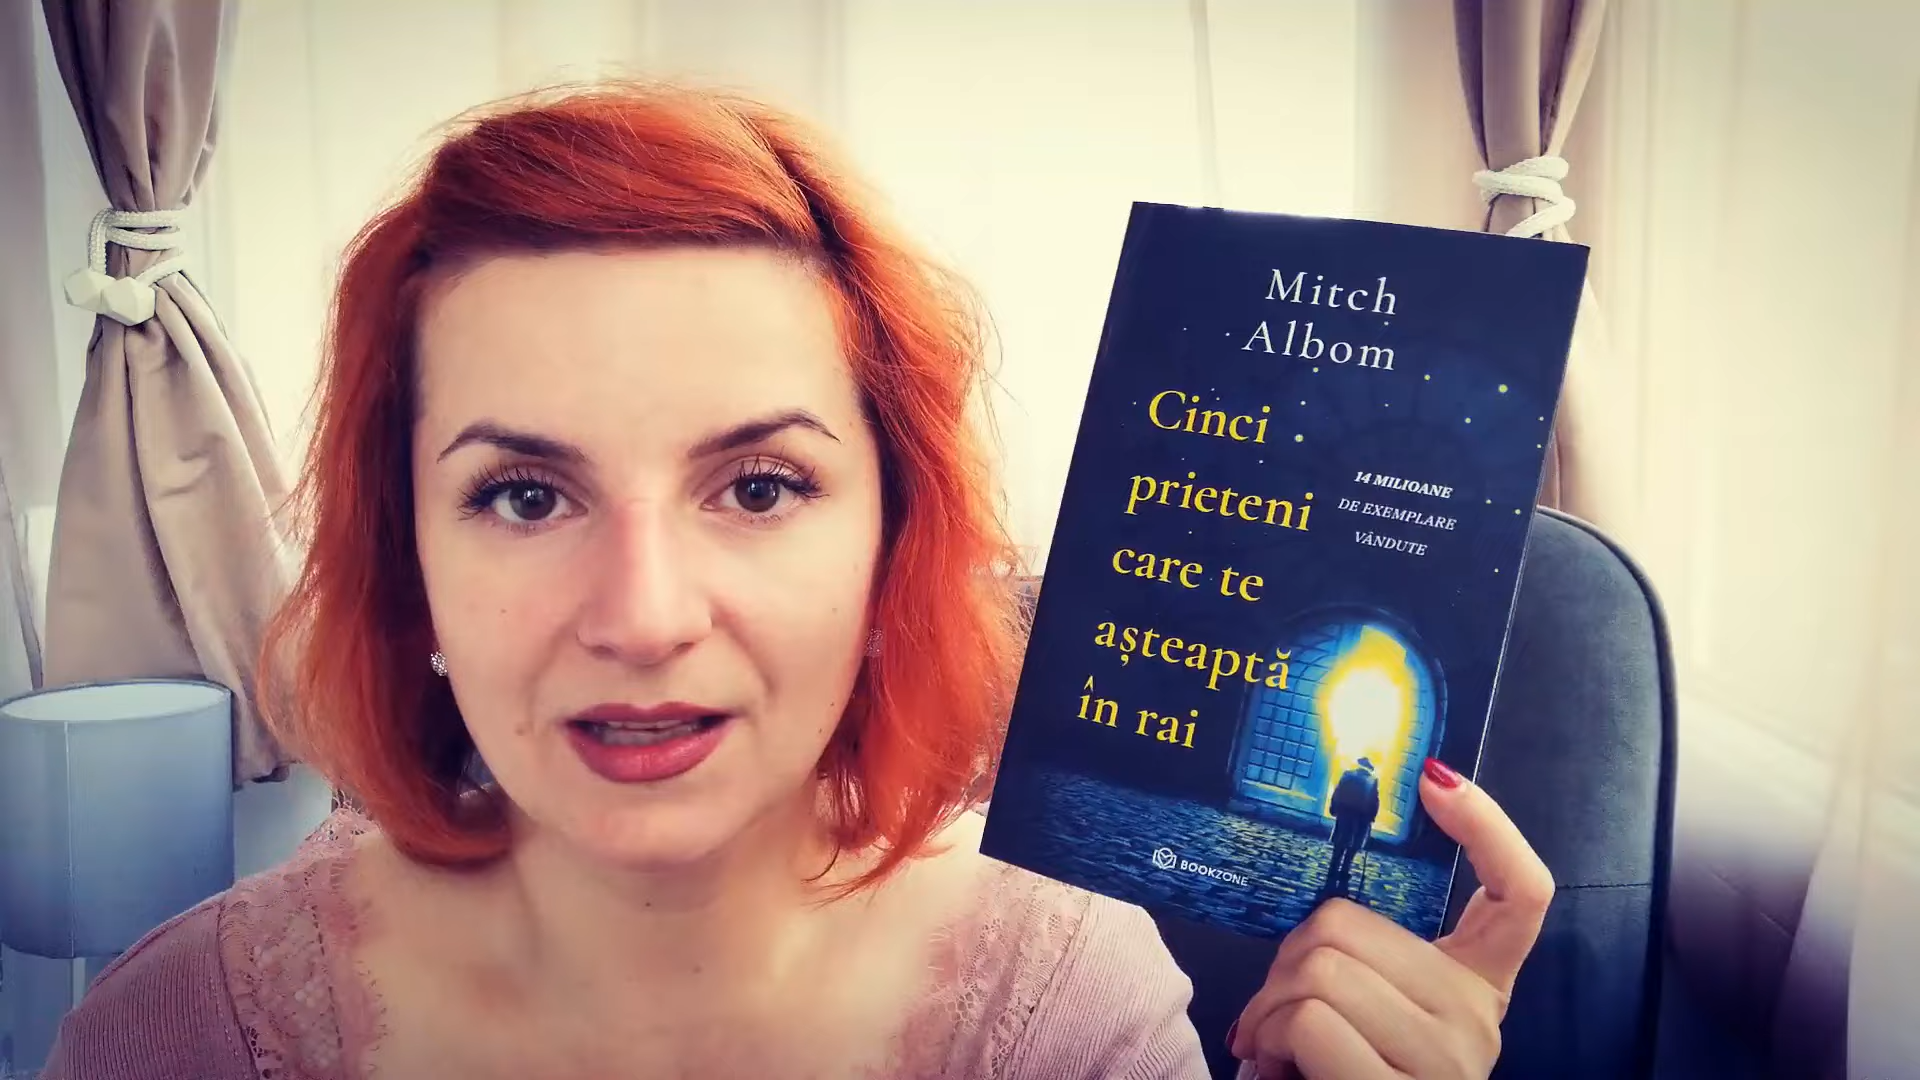 Mitch
Albom
Cinci
prieteni
care te
așteaptă
în rai
14 MILIOANE
DE EXEMPLARE
VÂNDUTE
BOOKZONE